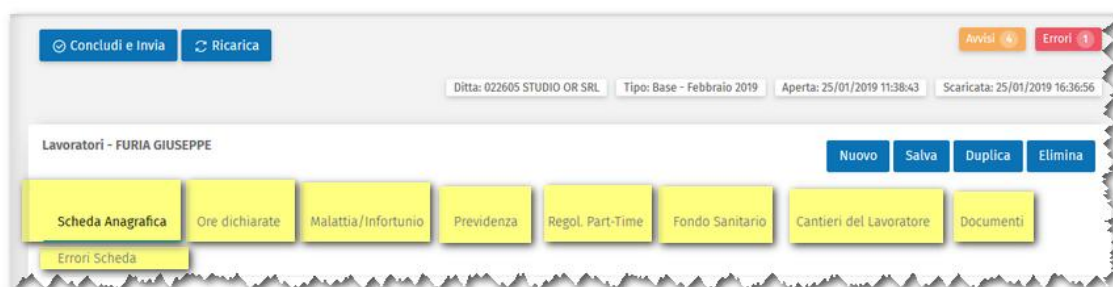 Concludi e Invia Ricarica Avvisi 4 Errori 1
Ditta: 022605 STUDIO OR SRL Tipo: Base - Febbraio 2019 Aperta: 25/01/2019 11:38:43 Scaricata: 25/01/2019 16:36:56
Lavoratori - FURIA GIUSEPPE Nuovo Salva Duplica Elimina
Scheda Anagrafica Ore dichiarate Malattia/Infortunio Previdenza Regol. Part-Time Fondo Sanitario Cantieri del Lavoratore Documenti
Errori Scheda